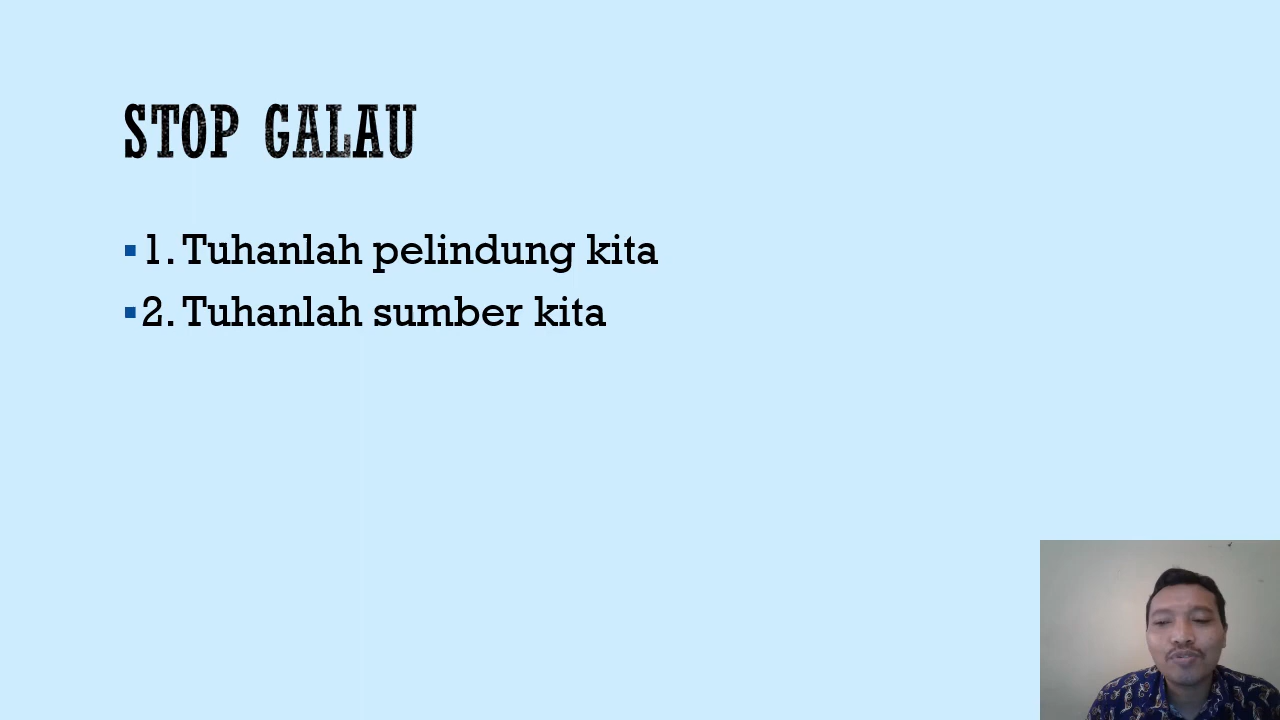 STOP GALAU
▪1. Tuhanlah pelindung kita
▪2. Tuhanlah sumber kita